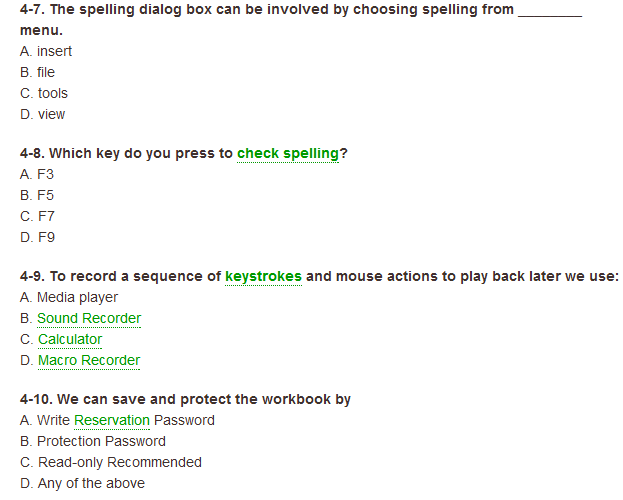 4-7. The spelling dialog box can be involved by choosing spelling from ________
menu.
A. insert
B. file
C. tools
D. view
4-8. Which key do you press to check spelling?
A. F3
B. F5
C. F7
D. F9
4-9. To record a sequence of keystrokes and mouse actions to play back later we use:
A. Media player
B. Sound Recorder
C. Calculator
D. Macro Recorder
4-10. We can save and protect the workbook by
A. Write Reservation Password
B. Protection Password
C. Read-only Recommended
D. Any of the above